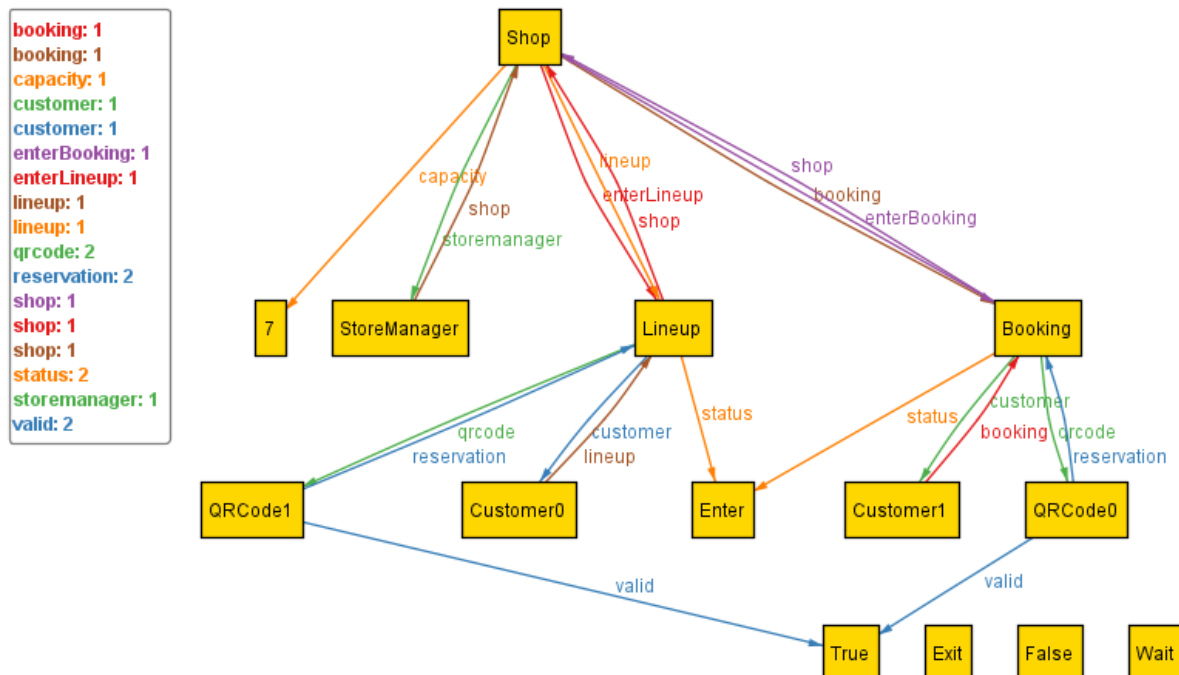 booking: 1
booking: 1
capacity: 1
customer: 1
customer: 1
enterBooking: 1
enterLineup: 1
lineup: 1
lineup: 1
qrcode: 2
reservation: 2
shop: 1
shop: 1
shop: 1
status: 2
storemanager: 1
valid: 2
Shop
lineup
shop
capacity
enterLineup
booking
shop
shop
enterBooking
storemanager
7
StoreManager
Lineup
Booking
customer
status
status
qrcode
customer
booking
qrcode
reservation
lineup
reservation
QRCode1
Customer0
Enter
Customer1
QRCode0
valid
valid
True
Exit
False
Wait